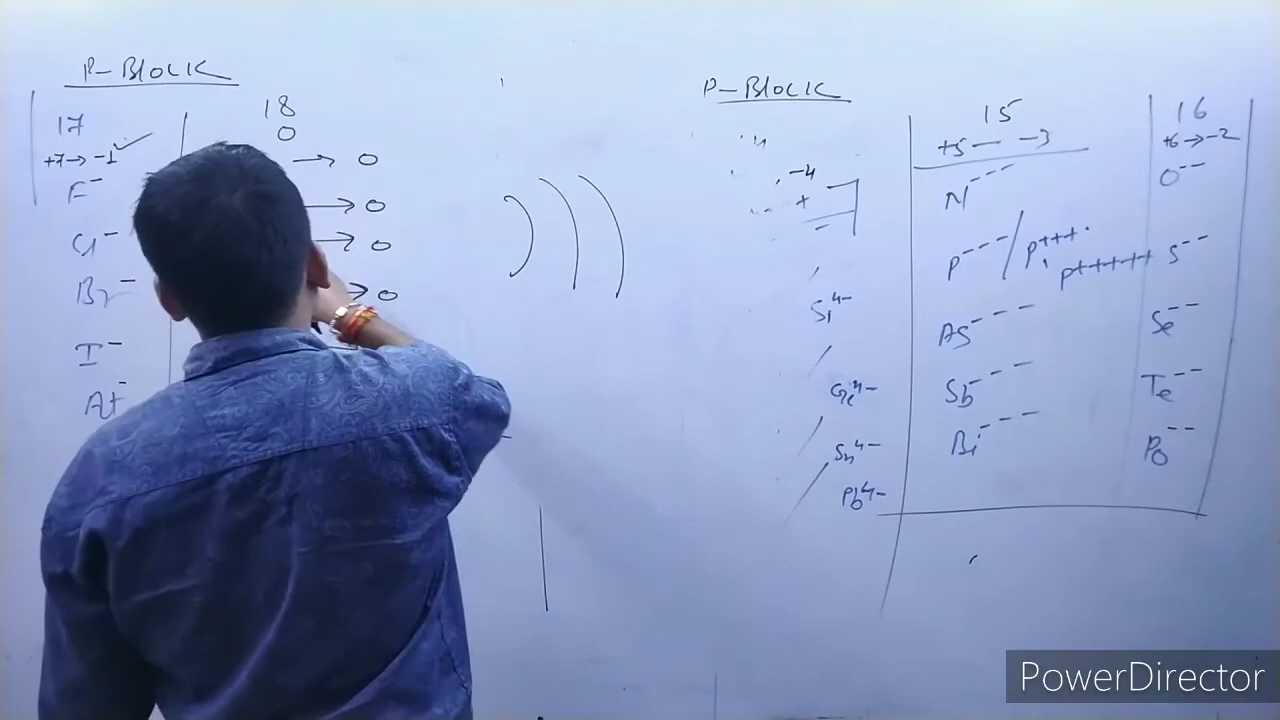 P-BLOCK
17
+7→-1✓
F⁻
Cl⁻
Br⁻
I⁻
At⁻
18
0
→ 0
→ 0
→ 0
→ 0
P-BLOCK
-4
+
Si⁴⁻
Ge⁴⁻
Sn⁴⁻
Pb⁴⁻
15
+5 — -3
N---
P--- / P+++
P+++++
As---
Sb---
Bi---
16
+6→-2
O--
S--
Se--
Te--
Po--
PowerDirector